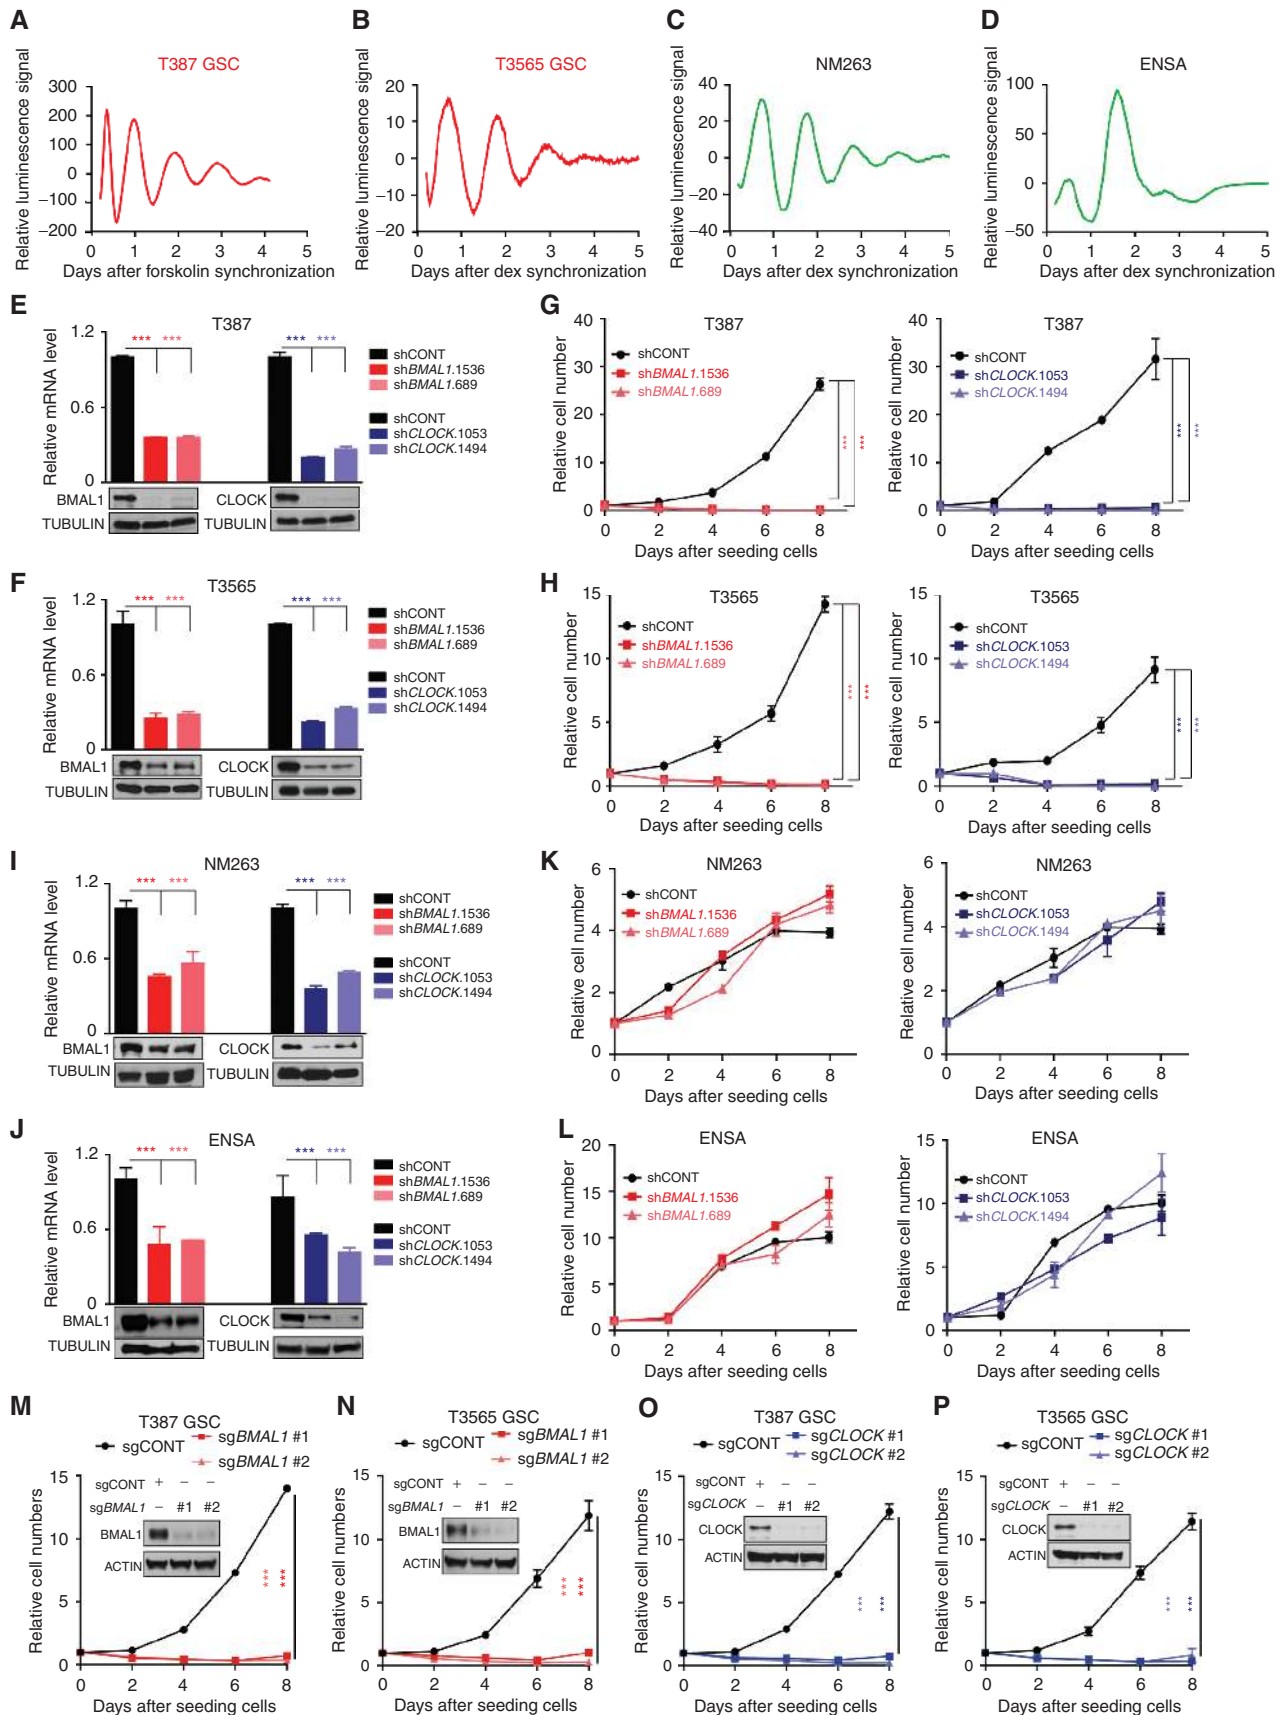 A
B
C
D
T387 GSC
T3565 GSC
NM263
ENSA
Relative luminescence signal
300
200
100
0
−100
−200
0 1 2 3 4 5
Days after forskolin synchronization
Relative luminescence signal
20
10
0
−10
−20
0 1 2 3 4 5
Days after dex synchronization
Relative luminescence signal
40
20
0
−20
−40
0 1 2 3 4 5
Days after dex synchronization
Relative luminescence signal
100
50
0
−50
0 1 2 3 4 5
Days after dex synchronization
E
T387
Relative mRNA level
1.2
0.6
0
*** ***
*** ***
shCONT
shBMAL1.1536
shBMAL1.689
shCONT
shCLOCK.1053
shCLOCK.1494
BMAL1
CLOCK
TUBULIN
TUBULIN
G
T387
Relative cell number
40
30
20
10
0
shCONT
shBMAL1.1536
shBMAL1.689
*** ***
0 2 4 6 8
Days after seeding cells
T387
Relative cell number
40
30
20
10
0
shCONT
shCLOCK.1053
shCLOCK.1494
*** ***
0 2 4 6 8
Days after seeding cells
F
T3565
Relative mRNA level
1.2
0.6
0
*** ***
*** ***
shCONT
shBMAL1.1536
shBMAL1.689
shCONT
shCLOCK.1053
shCLOCK.1494
BMAL1
CLOCK
TUBULIN
TUBULIN
H
T3565
Relative cell number
15
10
5
0
shCONT
shBMAL1.1536
shBMAL1.689
*** ***
0 2 4 6 8
Days after seeding cells
T3565
Relative cell number
15
10
5
0
shCONT
shCLOCK.1053
shCLOCK.1494
*** ***
0 2 4 6 8
Days after seeding cells
I
NM263
Relative mRNA level
1.2
0.6
0
*** ***
*** ***
shCONT
shBMAL1.1536
shBMAL1.689
shCONT
shCLOCK.1053
shCLOCK.1494
BMAL1
CLOCK
TUBULIN
TUBULIN
K
NM263
Relative cell number
6
4
2
0
shCONT
shBMAL1.1536
shBMAL1.689
0 2 4 6 8
Days after seeding cells
NM263
Relative cell number
6
4
2
0
shCONT
shCLOCK.1053
shCLOCK.1494
0 2 4 6 8
Days after seeding cells
J
ENSA
Relative mRNA level
1.2
0.6
0
*** ***
*** ***
shCONT
shBMAL1.1536
shBMAL1.689
shCONT
shCLOCK.1053
shCLOCK.1494
BMAL1
CLOCK
TUBULIN
TUBULIN
L
ENSA
Relative cell number
20
15
10
5
0
shCONT
shBMAL1.1536
shBMAL1.689
0 2 4 6 8
Days after seeding cells
ENSA
Relative cell number
15
10
5
0
shCONT
shCLOCK.1053
shCLOCK.1494
0 2 4 6 8
Days after seeding cells
M
T387 GSC
sgCONT
sgBMAL1 #1
sgBMAL1 #2
Relative cell numbers
15
10
5
0
sgCONT + − −
sgBMAL1 − #1 #2
BMAL1
ACTIN
*** ***
0 2 4 6 8
Days after seeding cells
N
T3565 GSC
sgCONT
sgBMAL1 #1
sgBMAL1 #2
Relative cell numbers
15
10
5
0
sgCONT + − −
sgBMAL1 − #1 #2
BMAL1
ACTIN
*** ***
0 2 4 6 8
Days after seeding cells
O
T387 GSC
sgCONT
sgCLOCK #1
sgCLOCK #2
Relative cell numbers
15
10
5
0
sgCONT + − −
sgCLOCK − #1 #2
CLOCK
ACTIN
*** ***
0 2 4 6 8
Days after seeding cells
P
T3565 GSC
sgCONT
sgCLOCK #1
sgCLOCK #2
Relative cell numbers
15
10
5
0
sgCONT + − −
sgCLOCK − #1 #2
CLOCK
ACTIN
*** ***
0 2 4 6 8
Days after seeding cells